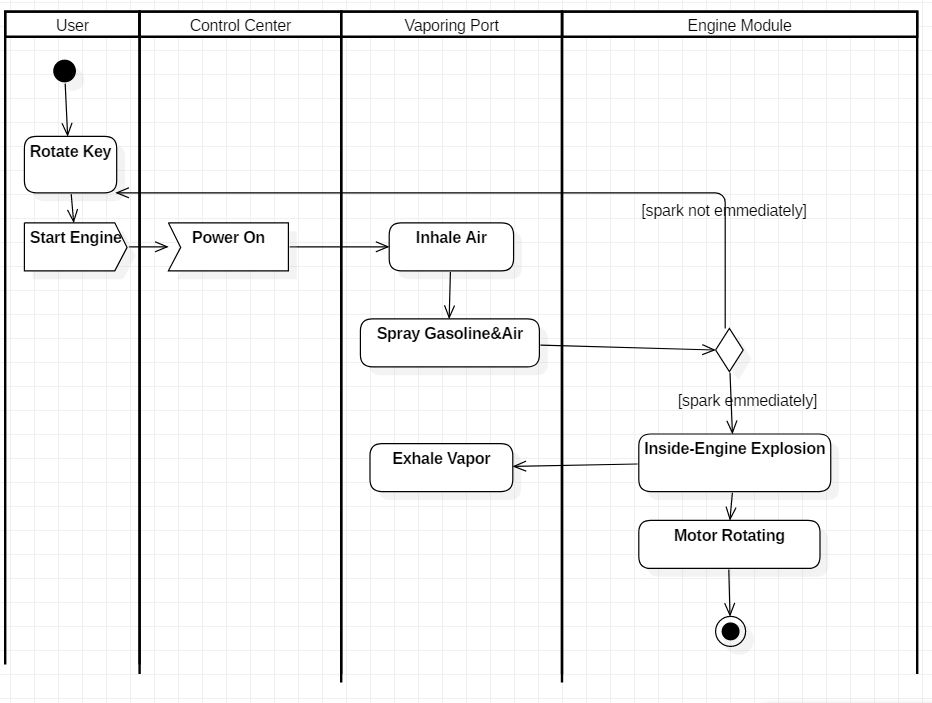 User
Control Center
Vaporing Port
Engine Module
Rotate Key
[spark not emmediately]
Start Engine
Power On
Inhale Air
Spray Gasoline&Air
[spark emmediately]
Inside-Engine Explosion
Exhale Vapor
Motor Rotating